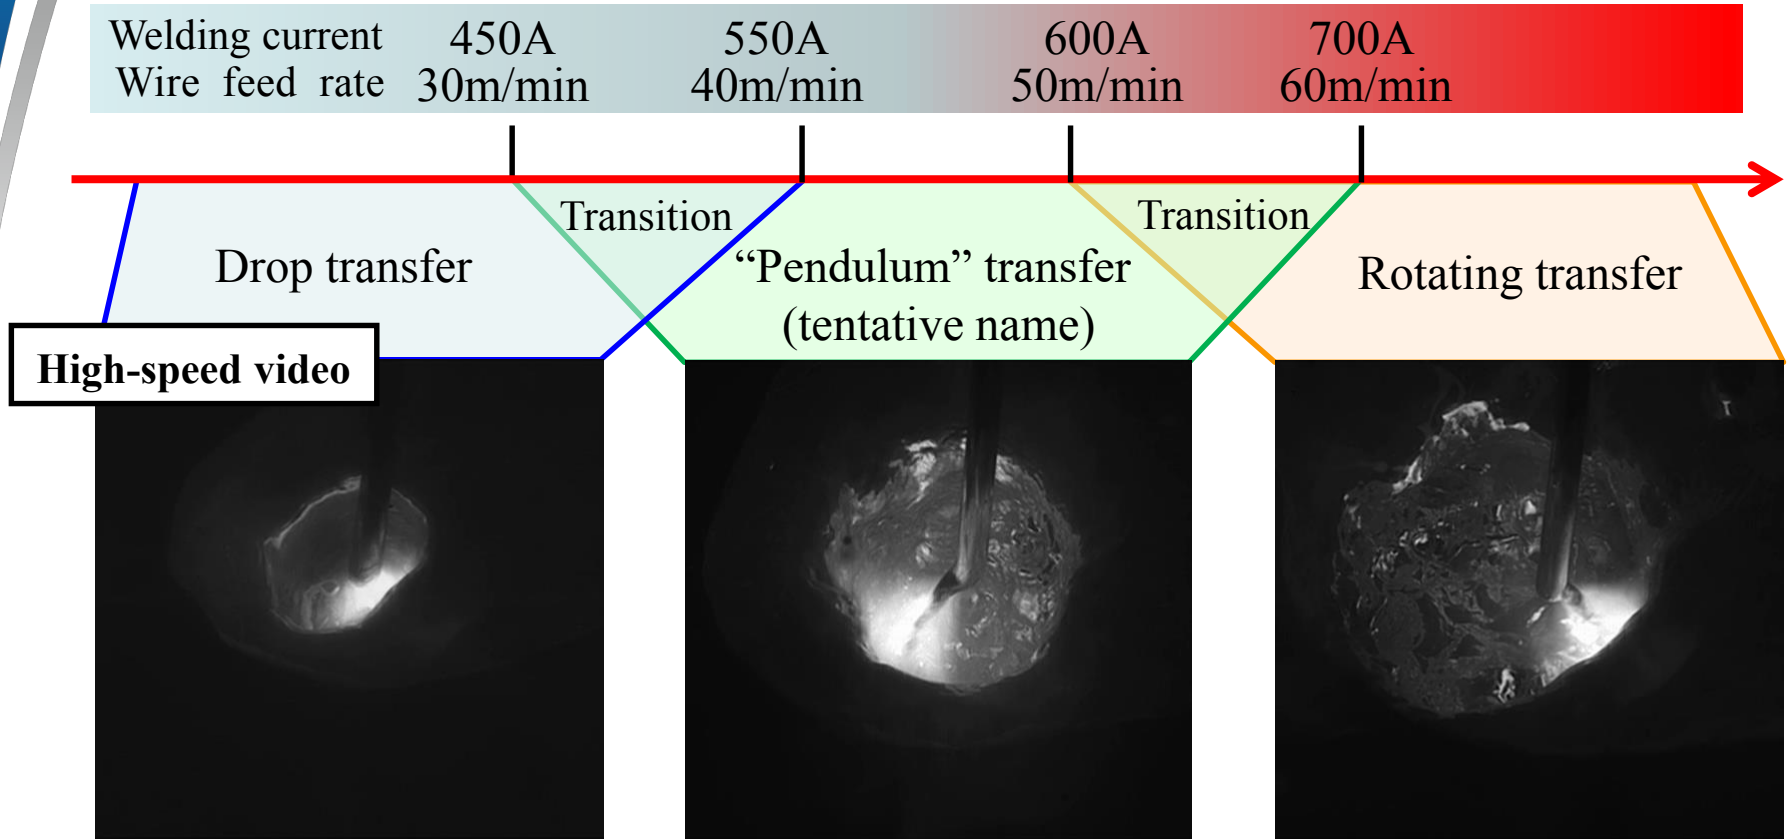 Welding current 450A 550A 600A 700A
Wire feed rate 30m/min 40m/min 50m/min 60m/min
Transition Transition
Drop transfer “Pendulum” transfer Rotating transfer
(tentative name)
High-speed video